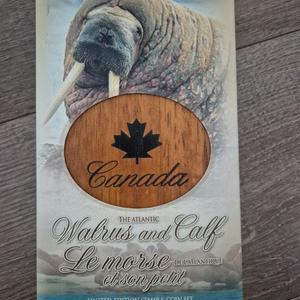 Canada
THE ATLANTIC
Walrus and Calf
Le morse DE L'ATLANTIQUE
et son petit
LIMITED EDITION STAMP & COIN SET